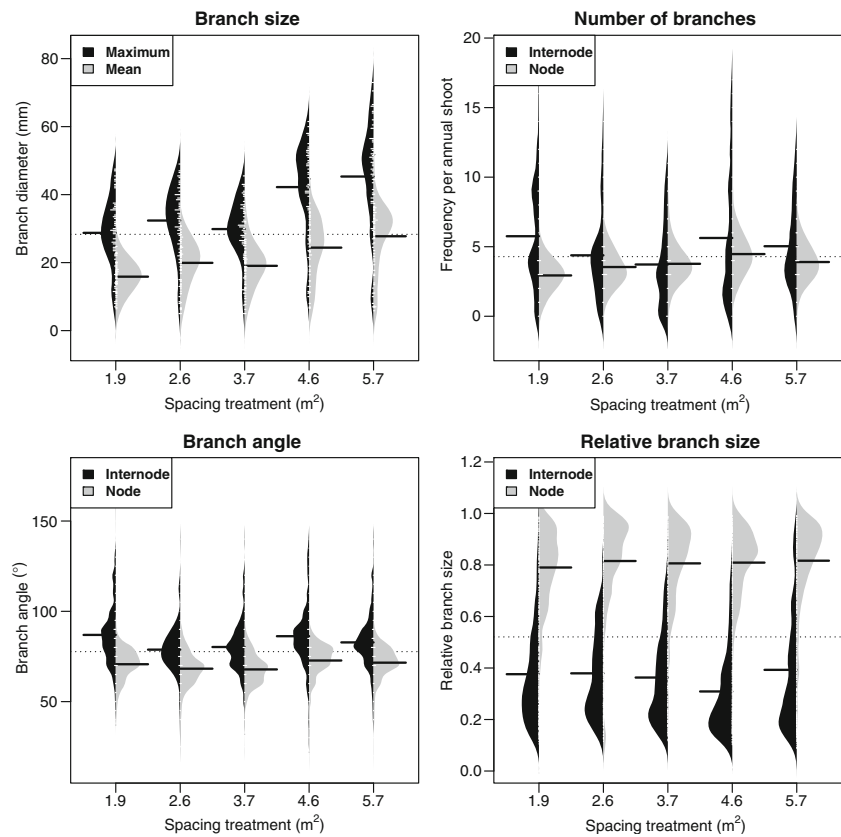 Branch size
Maximum
Mean
Branch diameter (mm)
80
60
40
20
0
1.9 2.6 3.7 4.6 5.7
Spacing treatment (m²)
Number of branches
Internode
Node
Frequency per annual shoot
20
15
10
5
0
1.9 2.6 3.7 4.6 5.7
Spacing treatment (m²)
Branch angle
Internode
Node
Branch angle (°)
150
100
50
1.9 2.6 3.7 4.6 5.7
Spacing treatment (m²)
Relative branch size
Internode
Node
Relative branch size
1.2
1.0
0.8
0.6
0.4
0.2
0.0
1.9 2.6 3.7 4.6 5.7
Spacing treatment (m²)